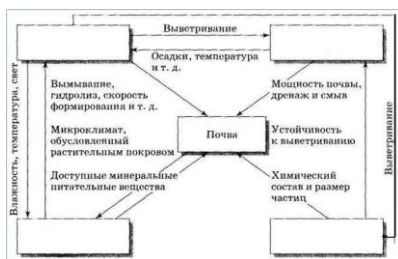 Выветривание
Осадки, температура
и т. д.
Влажность, температура, свет
Вымывание,
гидролиз, скорость
формирования и т. д.
Мощность почвы,
дренаж и смыв
Микроклимат,
обусловленный
растительным покровом
Почва
Устойчивость
к выветриванию
Выветривание
Доступные минеральные
питательные вещества
Химический
состав и размер
частиц